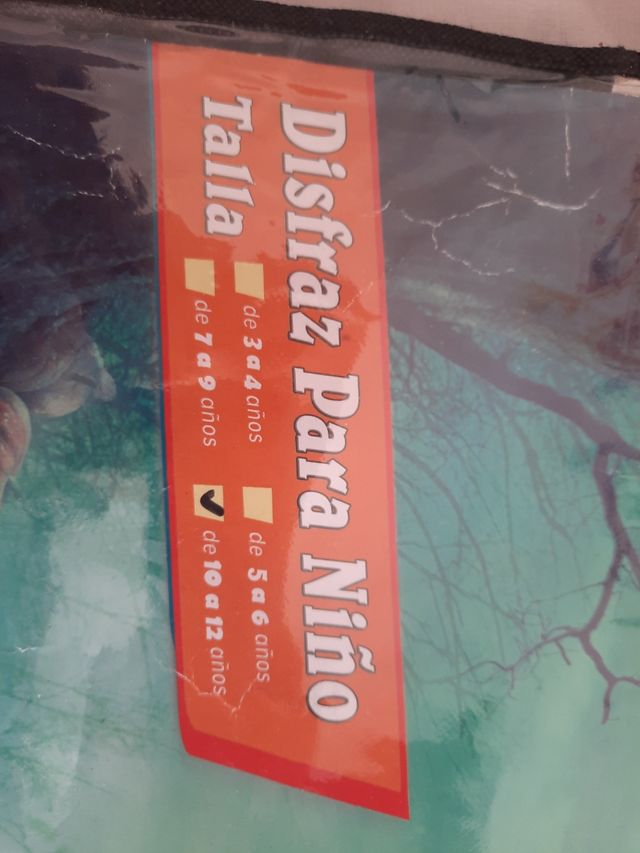 Disfraz Para Niño
Talla
de 3 a 4 años
de 5 a 6 años
de 7 a 9 años
de 10 a 12 años